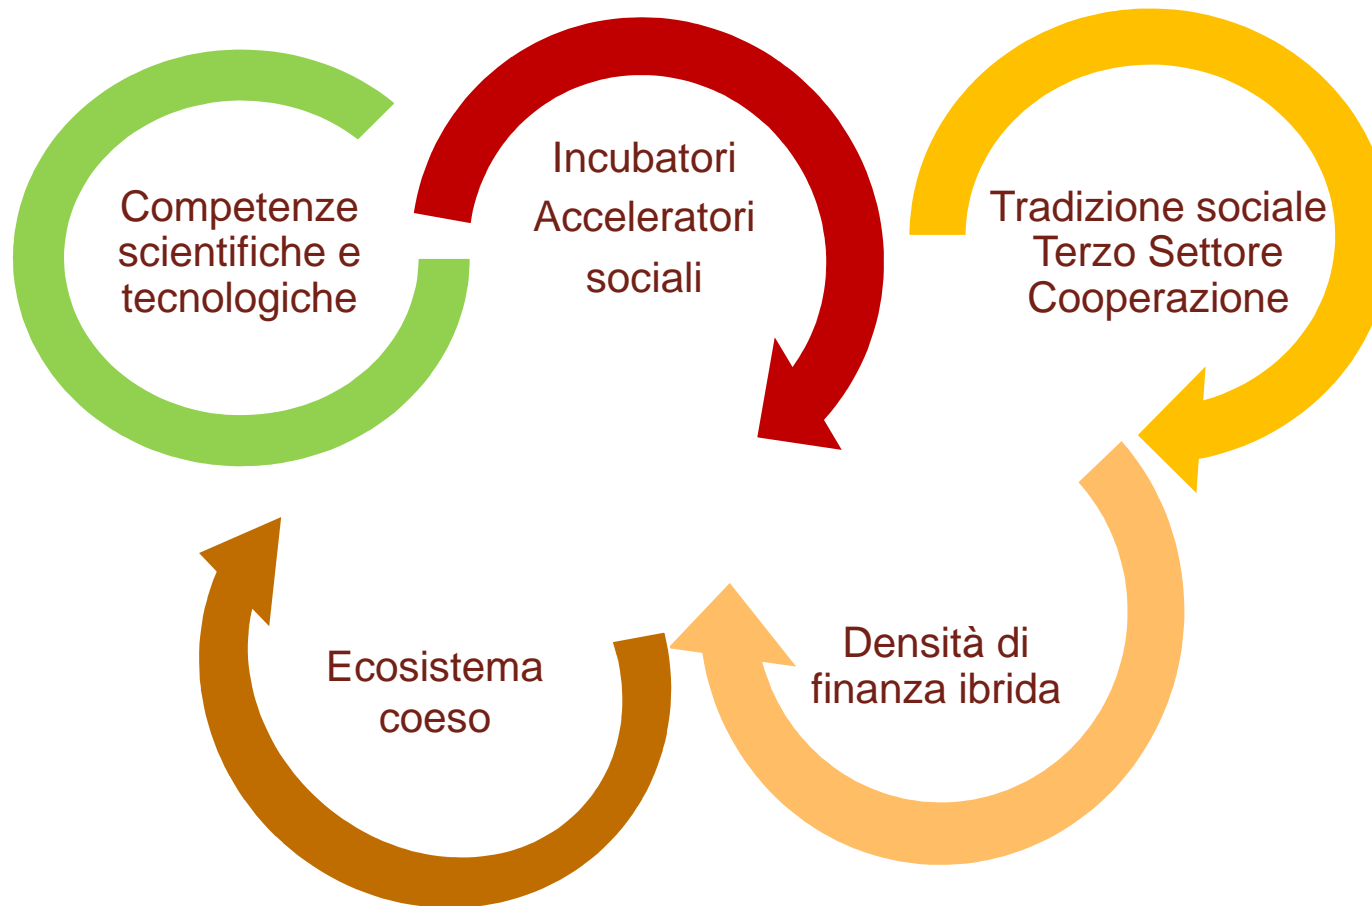 Competenze
scientifiche e
tecnologiche
Incubatori
Acceleratori
sociali
Tradizione sociale
Terzo Settore
Cooperazione
Ecosistema
coeso
Densità di
finanza ibrida